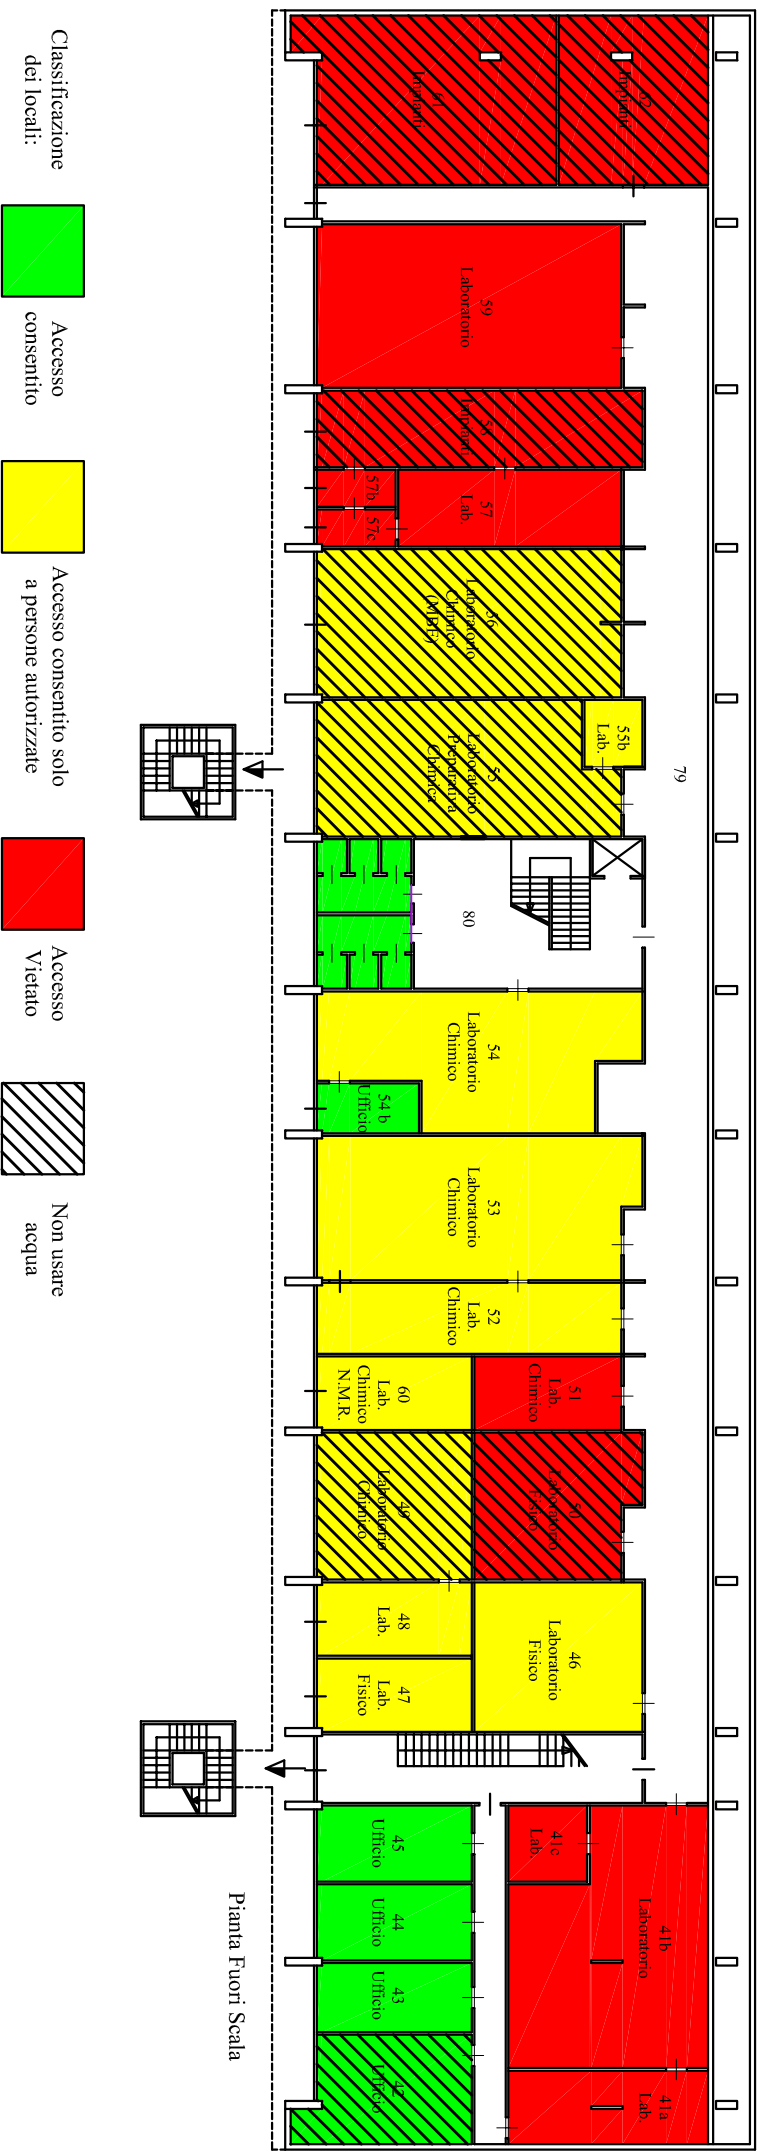 62
Impianti
61
Impianti
59
Laboratorio
58
Impianti
57b
57c
57
Lab.
56
Laboratorio
Chimico
(MBE)
55b
Lab.
55
Laboratorio
Preparativa
Chimica
79
80
54
Laboratorio
Chimico
54 b
Ufficio
53
Laboratorio
Chimico
52
Lab.
Chimico
51
Lab.
Chimico
60
Lab.
Chimico
N.M.R.
50
Laboratorio
Fisico
49
Laboratorio
Chimico
48
Lab.
47
Lab.
Fisico
46
Laboratorio
Fisico
41c
Lab.
41b
Laboratorio
41a
Lab.
45
Ufficio
44
Ufficio
43
Ufficio
42
Ufficio
Pianta Fuori Scala
Classificazione
dei locali:
Accesso
consentito
Accesso consentito solo
a persone autorizzate
Accesso
Vietato
Non usare
acqua